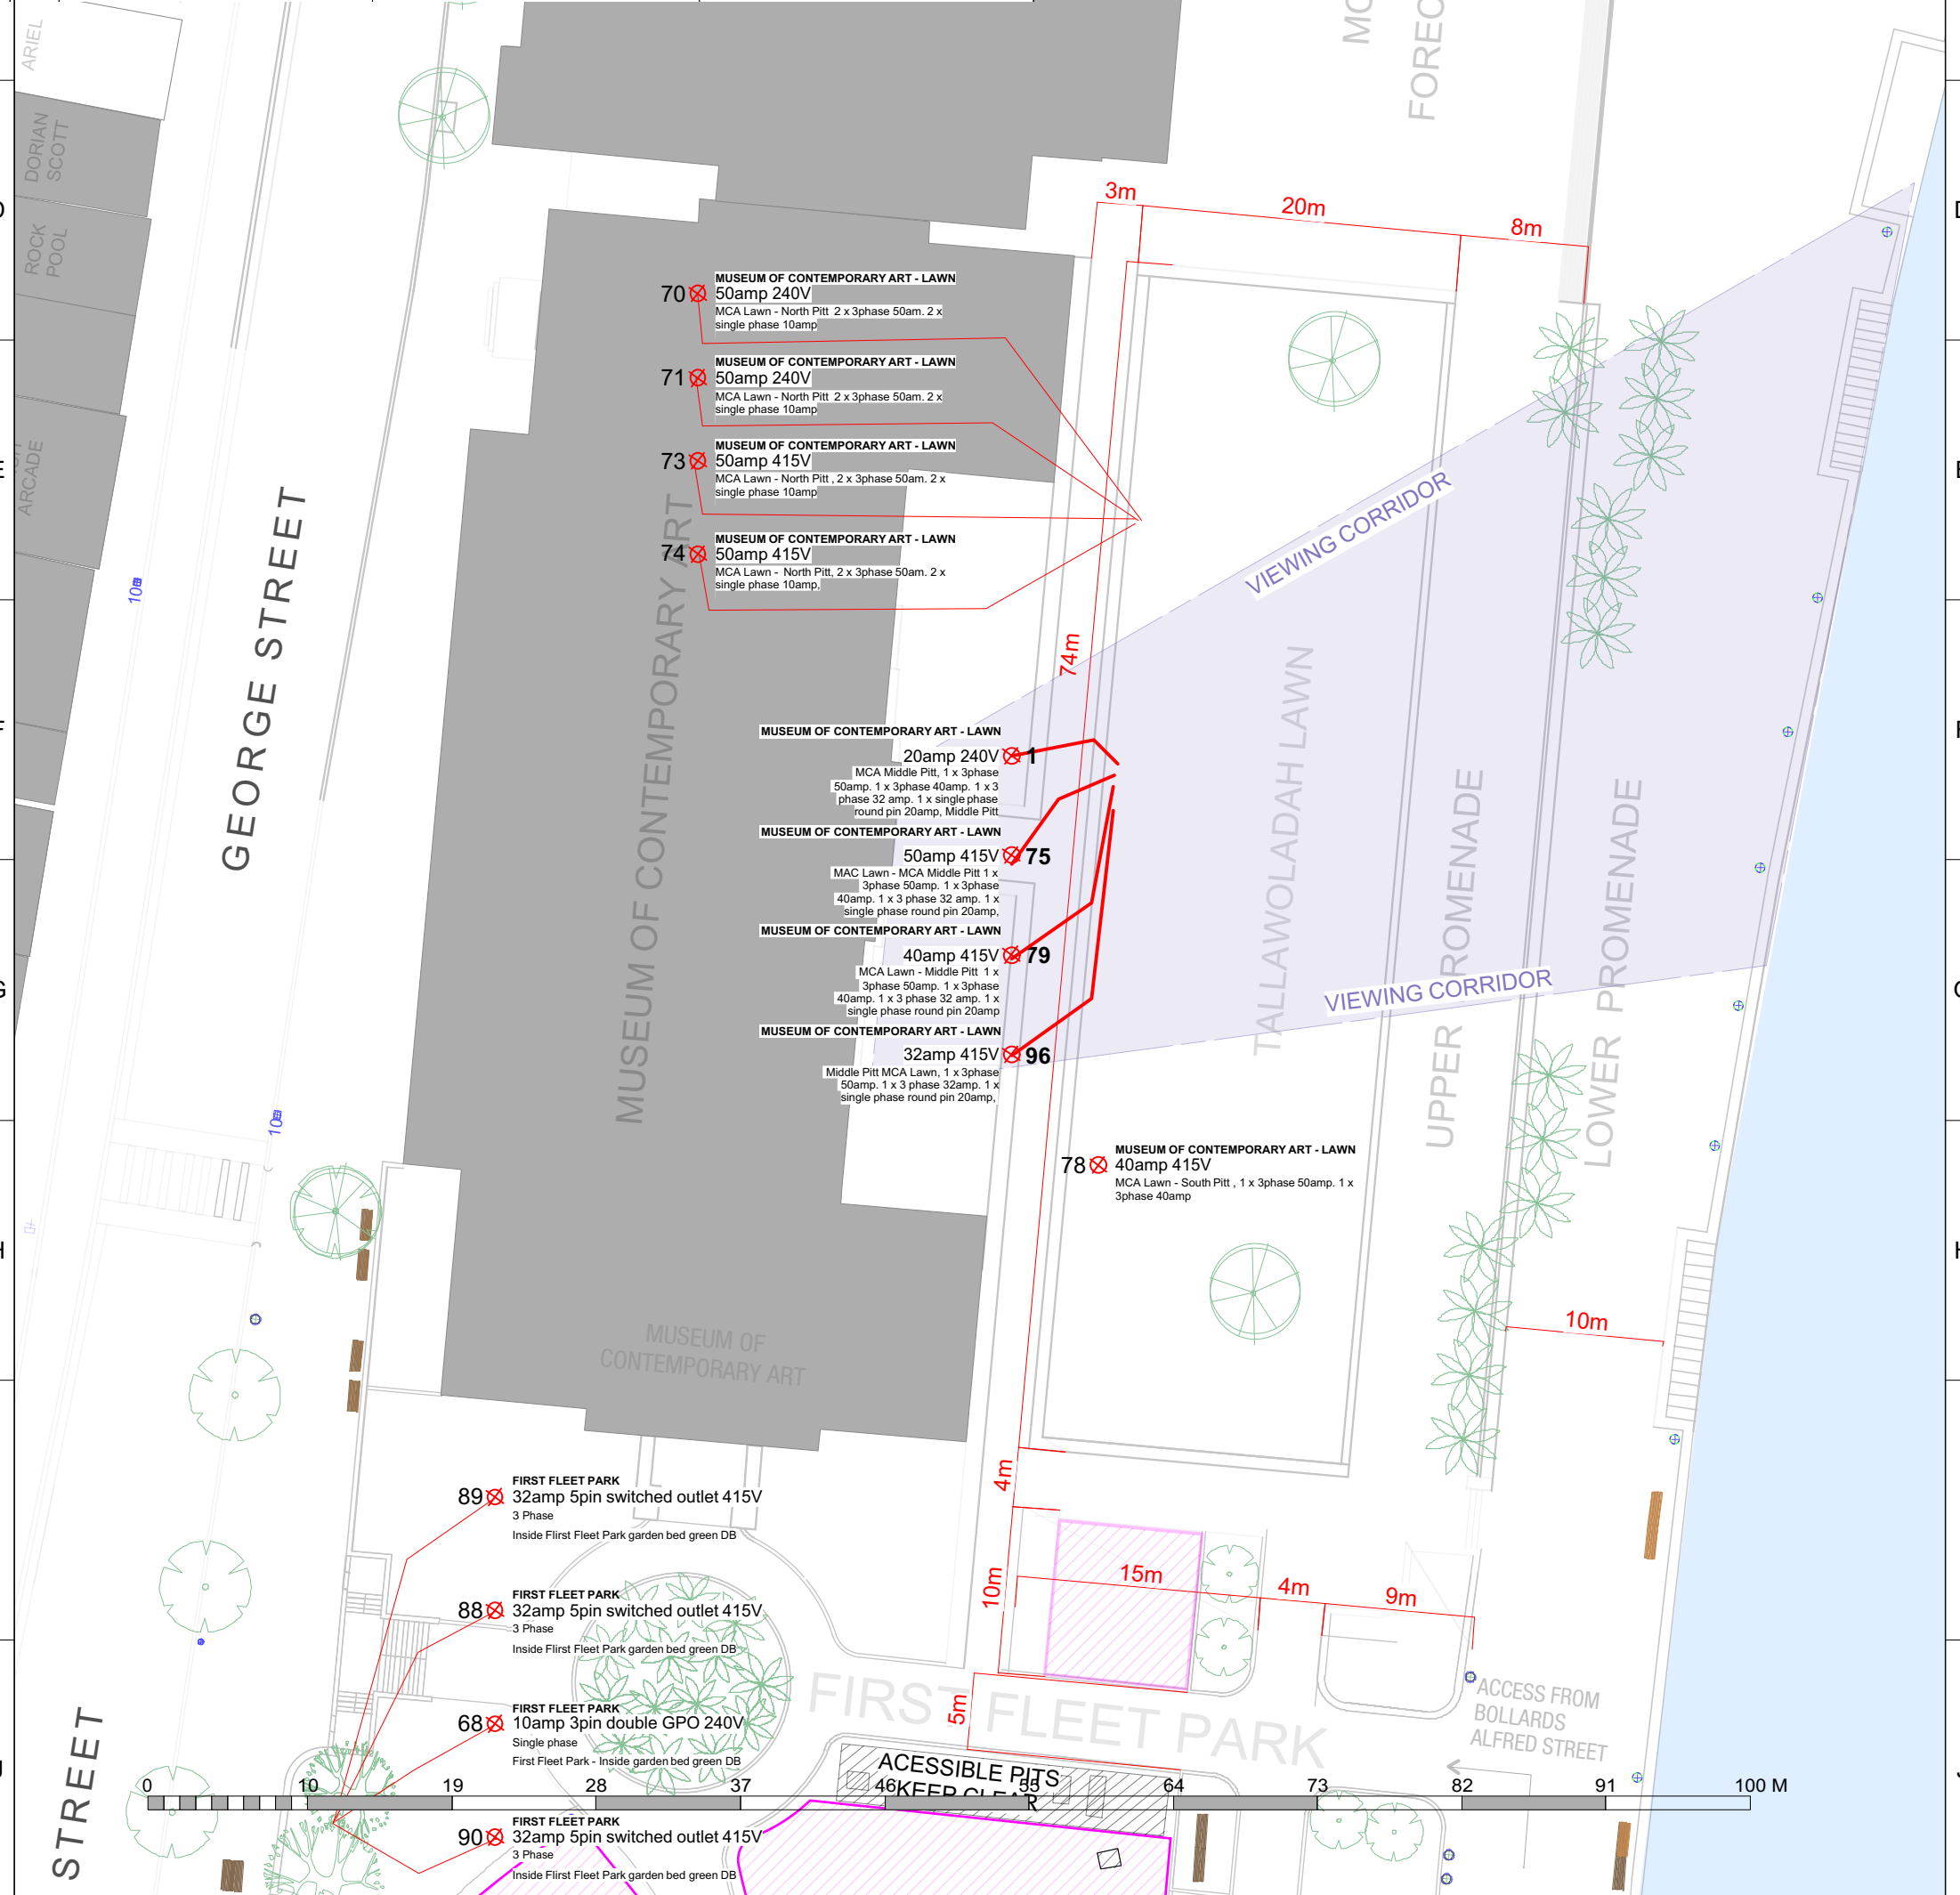 ARIEL
DORIAN
SCOTT
ROCK
POOL
ARCADE
GEORGE STREET
STREET
10m
10m
FOREC
3m
20m
8m
70
MUSEUM OF CONTEMPORARY ART - LAWN
50amp 240V
MCA Lawn - North Pitt 2 x 3phase 50am. 2 x
single phase 10amp
71
MUSEUM OF CONTEMPORARY ART - LAWN
50amp 240V
MCA Lawn - North Pitt 2 x 3phase 50am. 2 x
single phase 10amp
73
MUSEUM OF CONTEMPORARY ART - LAWN
50amp 415V
MCA Lawn - North Pitt , 2 x 3phase 50am. 2 x
single phase 10amp
74
MUSEUM OF CONTEMPORARY ART - LAWN
50amp 415V
MCA Lawn - North Pitt, 2 x 3phase 50am. 2 x
single phase 10amp,
MUSEUM OF CONTEMPORARY ART
VIEWING CORRIDOR
74m
MUSEUM OF CONTEMPORARY ART - LAWN
20amp 240V
1
MCA Middle Pitt, 1 x 3phase
50amp. 1 x 3phase 40amp. 1 x 3
phase 32 amp. 1 x single phase
round pin 20amp, Middle Pitt
MUSEUM OF CONTEMPORARY ART - LAWN
50amp 415V
75
MAC Lawn - MCA Middle Pitt 1 x
3phase 50amp. 1 x 3phase
40amp. 1 x 3 phase 32 amp. 1 x
single phase round pin 20amp,
MUSEUM OF CONTEMPORARY ART - LAWN
40amp 415V
79
MCA Lawn - Middle Pitt 1 x
3phase 50amp. 1 x 3phase
40amp. 1 x 3 phase 32 amp. 1 x
single phase round pin 20amp
MUSEUM OF CONTEMPORARY ART - LAWN
32amp 415V
96
Middle Pitt MCA Lawn, 1 x 3phase
50amp. 1 x 3 phase 32amp. 1 x
single phase round pin 20amp,
TALLAWOLADAH LAWN
UPPER PROMENADE
LOWER PROMENADE
VIEWING CORRIDOR
78
MUSEUM OF CONTEMPORARY ART - LAWN
40amp 415V
MCA Lawn - South Pitt , 1 x 3phase 50amp. 1 x
3phase 40amp
MUSEUM OF
CONTEMPORARY ART
10m
4m
10m
15m
4m
9m
5m
89
FIRST FLEET PARK
32amp 5pin switched outlet 415V
3 Phase
Inside Flirst Fleet Park garden bed green DB
88
FIRST FLEET PARK
32amp 5pin switched outlet 415V
3 Phase
Inside Flirst Fleet Park garden bed green DB
68
FIRST FLEET PARK
10amp 3pin double GPO 240V
Single phase
First Fleet Park - Inside garden bed green DB
FIRST FLEET PARK
ACCESS FROM
BOLLARDS
ALFRED STREET
ACESSIBLE PITS
KEEP CLEAR
0 10 19 28 37 46 55 64 73 82 91 100 M
90
FIRST FLEET PARK
32amp 5pin switched outlet 415V
3 Phase
Inside Flirst Fleet Park garden bed green DB
E
F
G
H